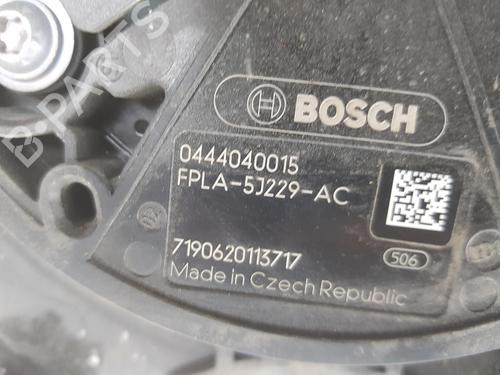 BOSCH
0444040015
FPLA-5J229-AC
7190620113717
506
Made in Czech Republic
B-PARTS